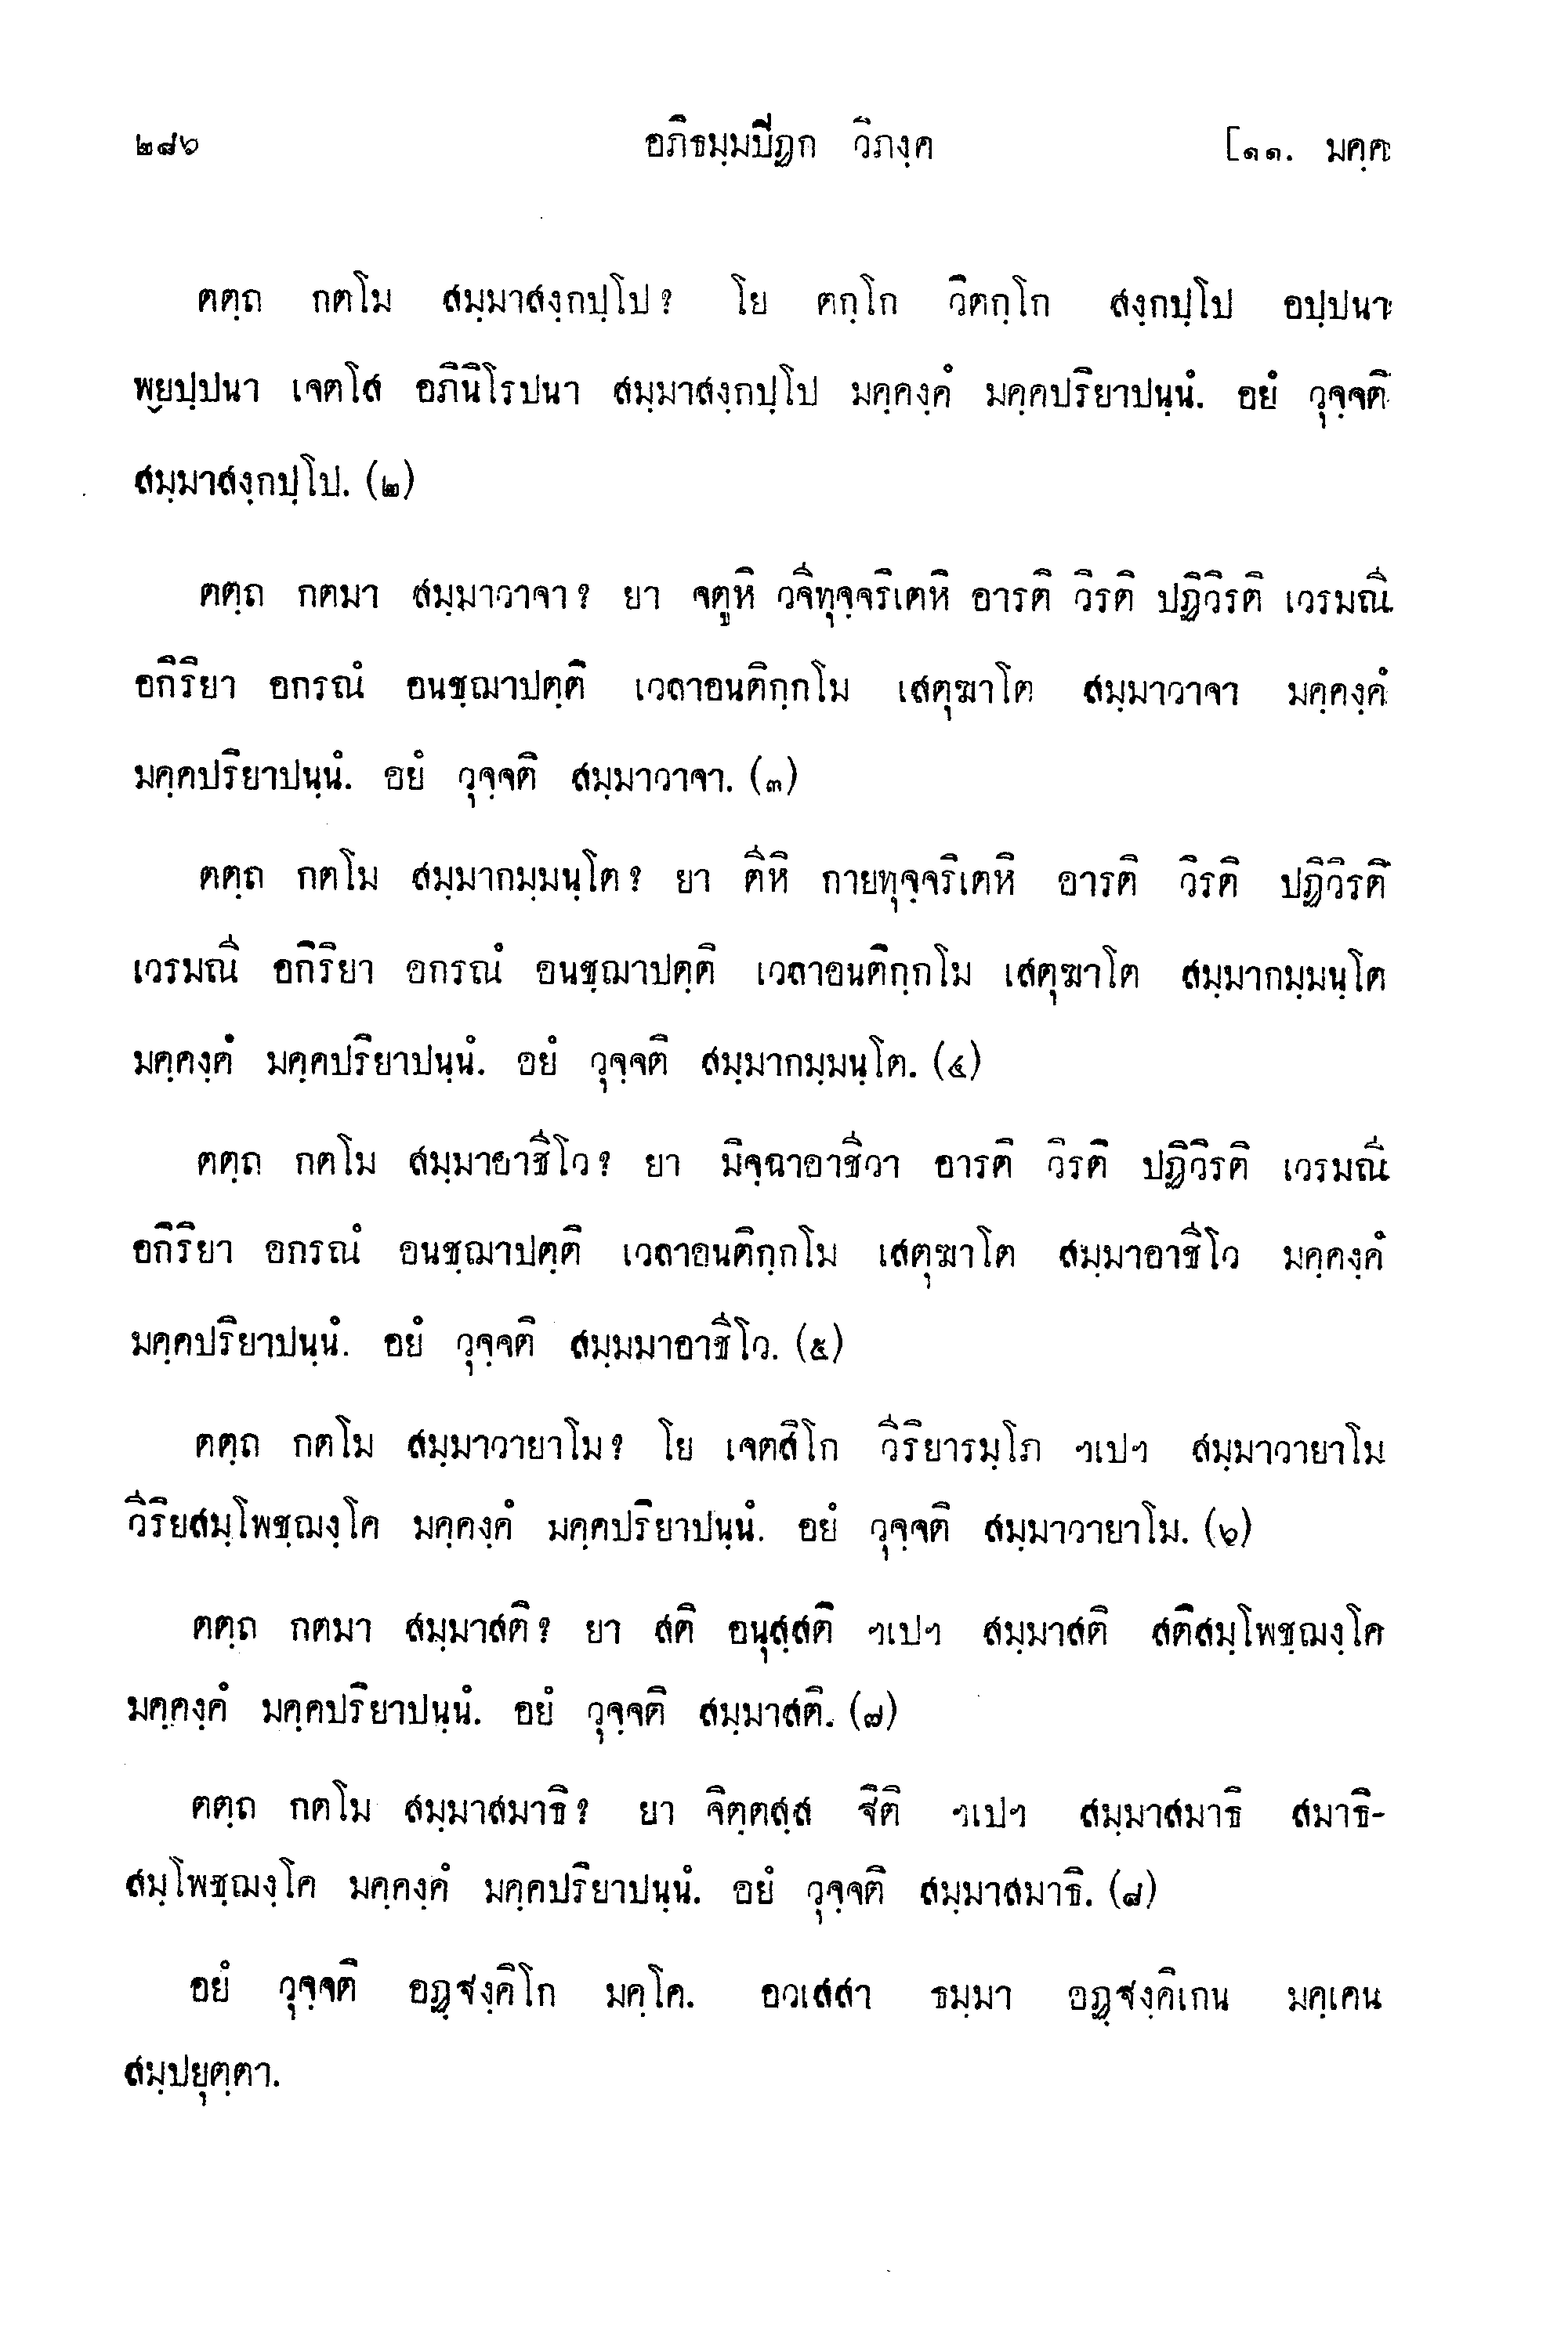 ๒๘๖ อภิธมฺมปิฏก วิภงฺค [๑๑. มคฺค
ตตฺถ กตโม สมฺมาสงฺกปฺโป? โย ตกฺโก วิตกฺโก สงฺกปฺโป อปฺปนา
พฺยปฺปนา เจตโส อภินิโรปนา สมฺมาสงฺกปฺโป มคฺคงฺคํ มคฺคปริยาปนฺนํ. อยํ วุจฺจติ
สมฺมาสงฺกปฺโป. (๒)
ตตฺถ กตมา สมฺมาวาจา? ยา จตูหิ วจีทุจฺจริเตหิ อารติ วิรติ ปฏิวิรติ เวรมณี
อกิริยา อกรณํ อนชฺฌาปตฺติ เวลาอนติกฺกโม เสตุฆาโต สมฺมาวาจา มคฺคงฺคํ
มคฺคปริยาปนฺนํ. อยํ วุจฺจติ สมฺมาวาจา. (๓)
ตตฺถ กตโม สมฺมากมฺมนฺโต? ยา ตีหิ กายทุจฺจริเตหิ อารติ วิรติ ปฏิวิรติ
เวรมณี อกิริยา อกรณํ อนชฺฌาปตฺติ เวลาอนติกฺกโม เสตุฆาโต สมฺมากมฺมนฺโต
มคฺคงฺคํ มคฺคปริยาปนฺนํ. อยํ วุจฺจติ สมฺมากมฺมนฺโต. (๔)
ตตฺถ กตโม สมฺมาอาชีโว? ยา มิจฺฉาอาชีวา อารติ วิรติ ปฏิวิรติ เวรมณี
อกิริยา อกรณํ อนชฺฌาปตฺติ เวลาอนติกฺกโม เสตุฆาโต สมฺมาอาชีโว มคฺคงฺคํ
มคฺคปริยาปนฺนํ. อยํ วุจฺจติ สมฺมมาอาชีโว. (๕)
ตตฺถ กตโม สมฺมาวายาโม? โย เจตสิโก วีริยารมฺโภ ฯเปฯ สมฺมาวายาโม
วีริยสมฺโพชฺฌงฺโค มคฺคงฺคํ มคฺคปริยาปนฺนํ. อยํ วุจฺจติ สมฺมาวายาโม. (๖)
ตตฺถ กตมา สมฺมาสติ? ยา สติ อนุสฺสติ ฯเปฯ สมฺมาสติ สติสมฺโพชฺฌงฺโค
มคฺคงฺคํ มคฺคปริยาปนฺนํ. อยํ วุจฺจติ สมฺมาสติ. (๗)
ตตฺถ กตโม สมฺมาสมาธิ? ยา จิตฺตสฺส ฐิติ ฯเปฯ สมฺมาสมาธิ สมาธิ-
สมฺโพชฺฌงฺโค มคฺคงฺคํ มคฺคปริยาปนฺนํ. อยํ วุจฺจติ สมฺมาสมาธิ. (๘)
อยํ วุจฺจติ อฏฺฐงฺคิโก มคฺโค. อวเสสา ธมฺมา อฏฺฐงฺคิเกน มคฺเคน
สมฺปยุตฺตา.